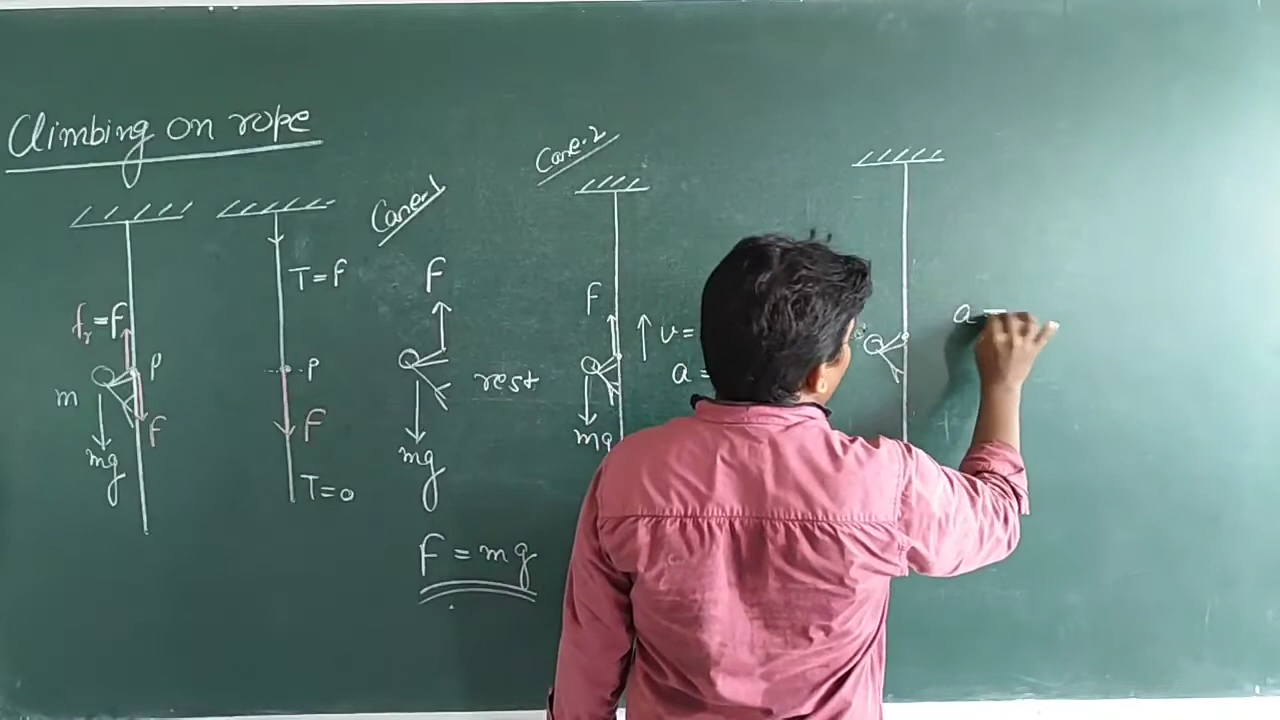 Climbing on rope
fr = F
P
m
F
mg
T = f
P
F
T = 0
Case-1
F
rest
mg
F = mg
Case-2
F
v =
a =
mg
a =